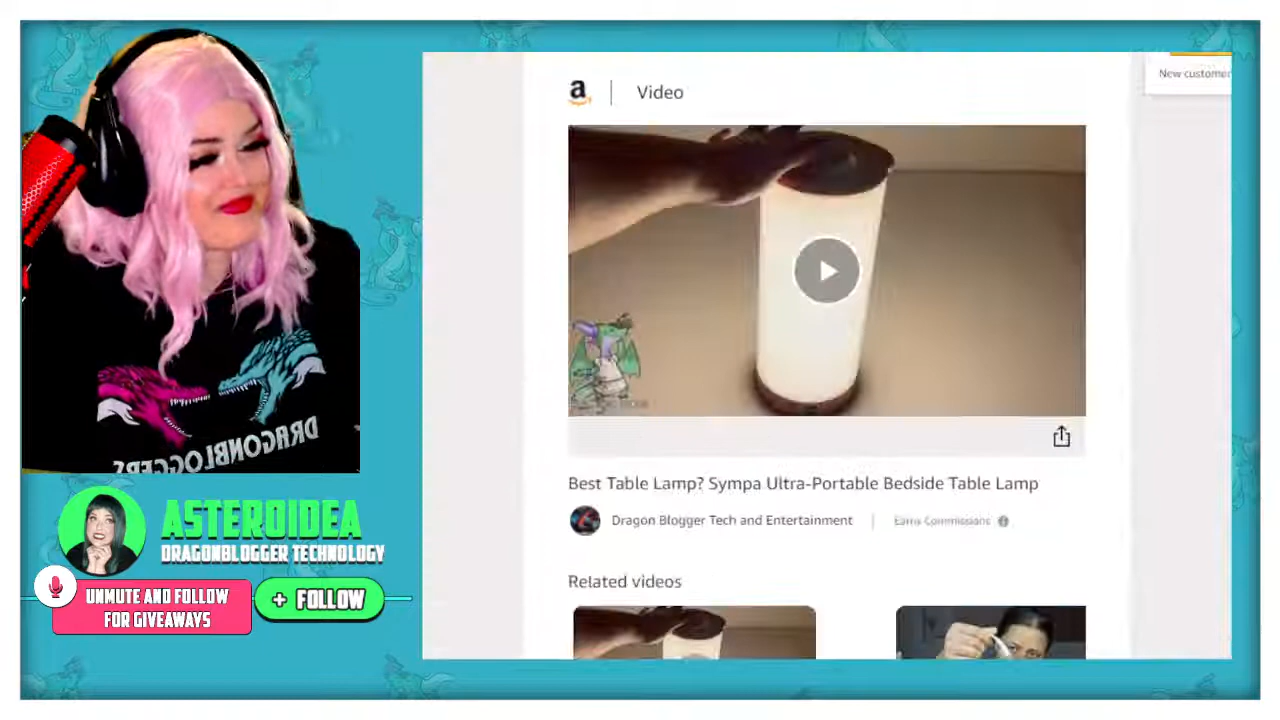 DRAGONBLOGGERS
ASTEROIDEA
DRAGONBLOGGER TECHNOLOGY
UNMUTE AND FOLLOW
FOR GIVEAWAYS
+ FOLLOW
a | Video
New customer
Best Table Lamp? Sympa Ultra-Portable Bedside Table Lamp
Dragon Blogger Tech and Entertainment | Earns Commissions
Related videos